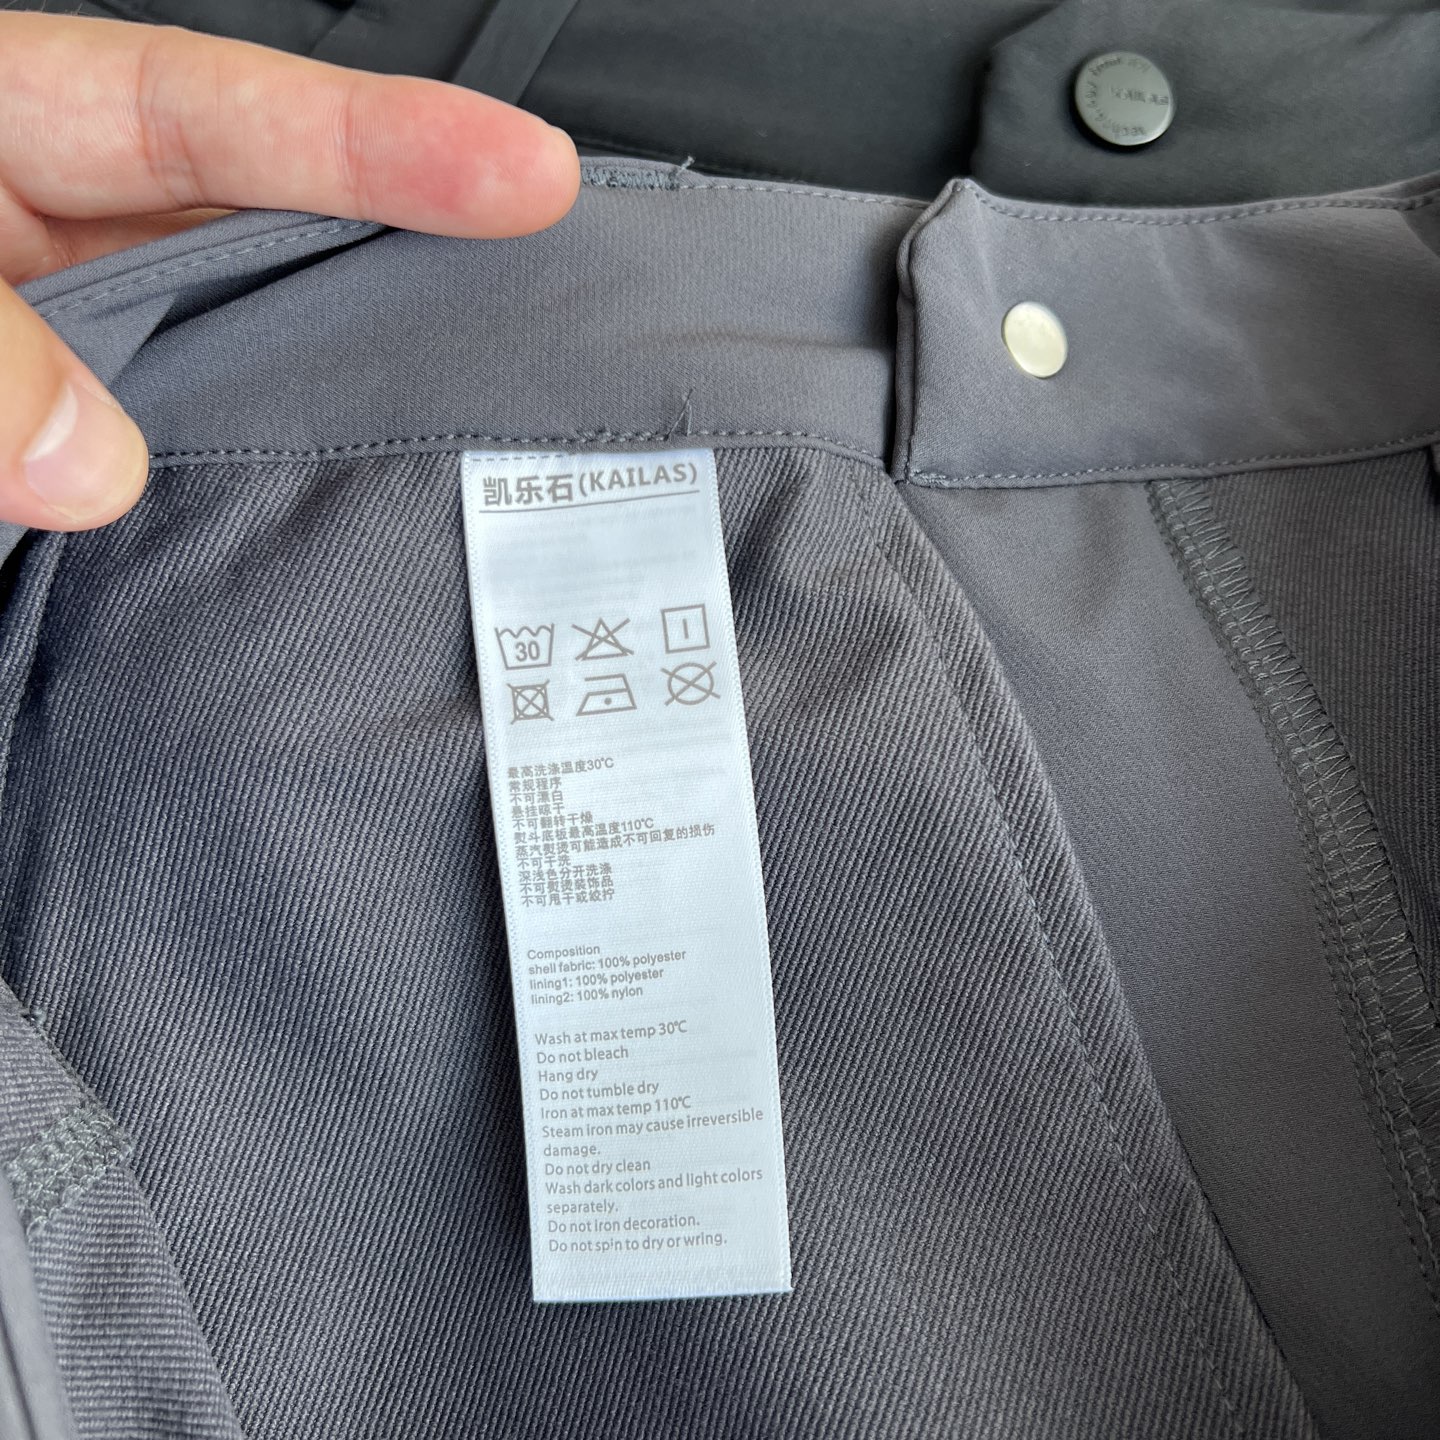 KAILAS
凯乐石(KAILAS)
30
最高洗涤温度30℃
常规程序
不可漂白
悬挂晾干
不可翻转干燥
熨斗底板最高温度110℃
蒸汽熨烫可能造成不可回复的损伤
不可干洗
深浅色分开洗涤
不可熨烫装饰品
不可甩干或绞拧
Composition
shell fabric: 100% polyester
lining1: 100% polyester
lining2: 100% nylon
Wash at max temp 30℃
Do not bleach
Hang dry
Do not tumble dry
Iron at max temp 110℃
Steam iron may cause irreversible
damage.
Do not dry clean
Wash dark colors and light colors
separately.
Do not iron decoration.
Do not spin to dry or wring.